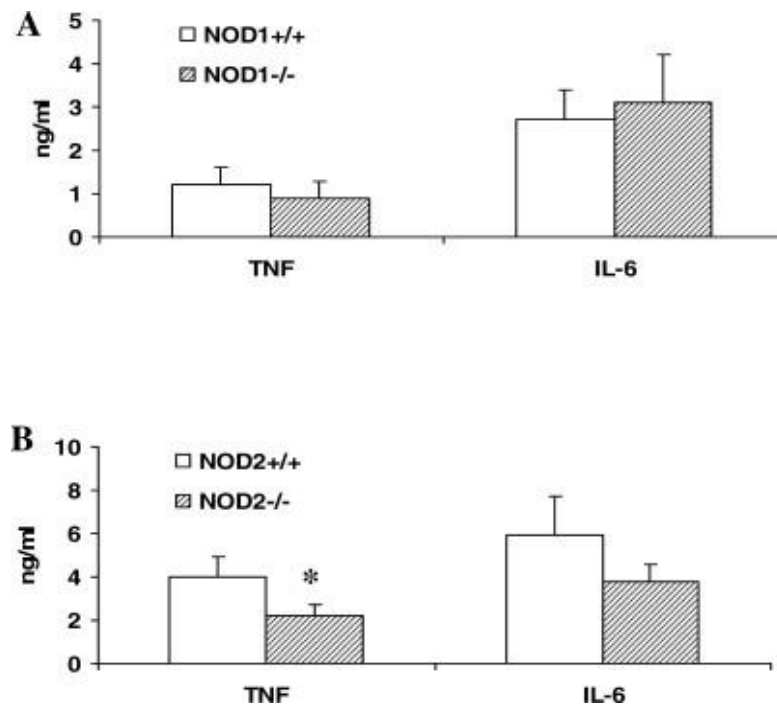 A
NOD1+/+
NOD1-/-
ng/ml
5
4
3
2
1
0
TNF IL-6
B
NOD2+/+
NOD2-/-
ng/ml
10
8
6
4
2
0
*
TNF IL-6